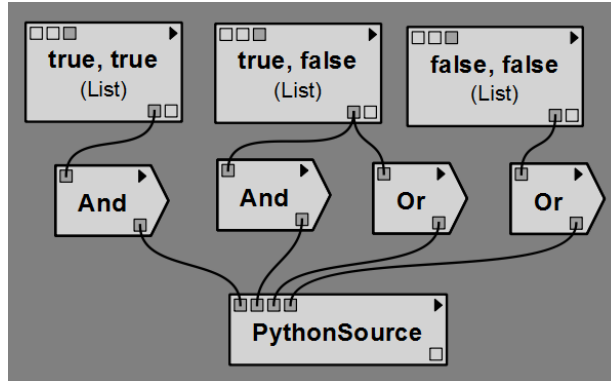 true, true
(List)
true, false
(List)
false, false
(List)
And
And
Or
Or
PythonSource